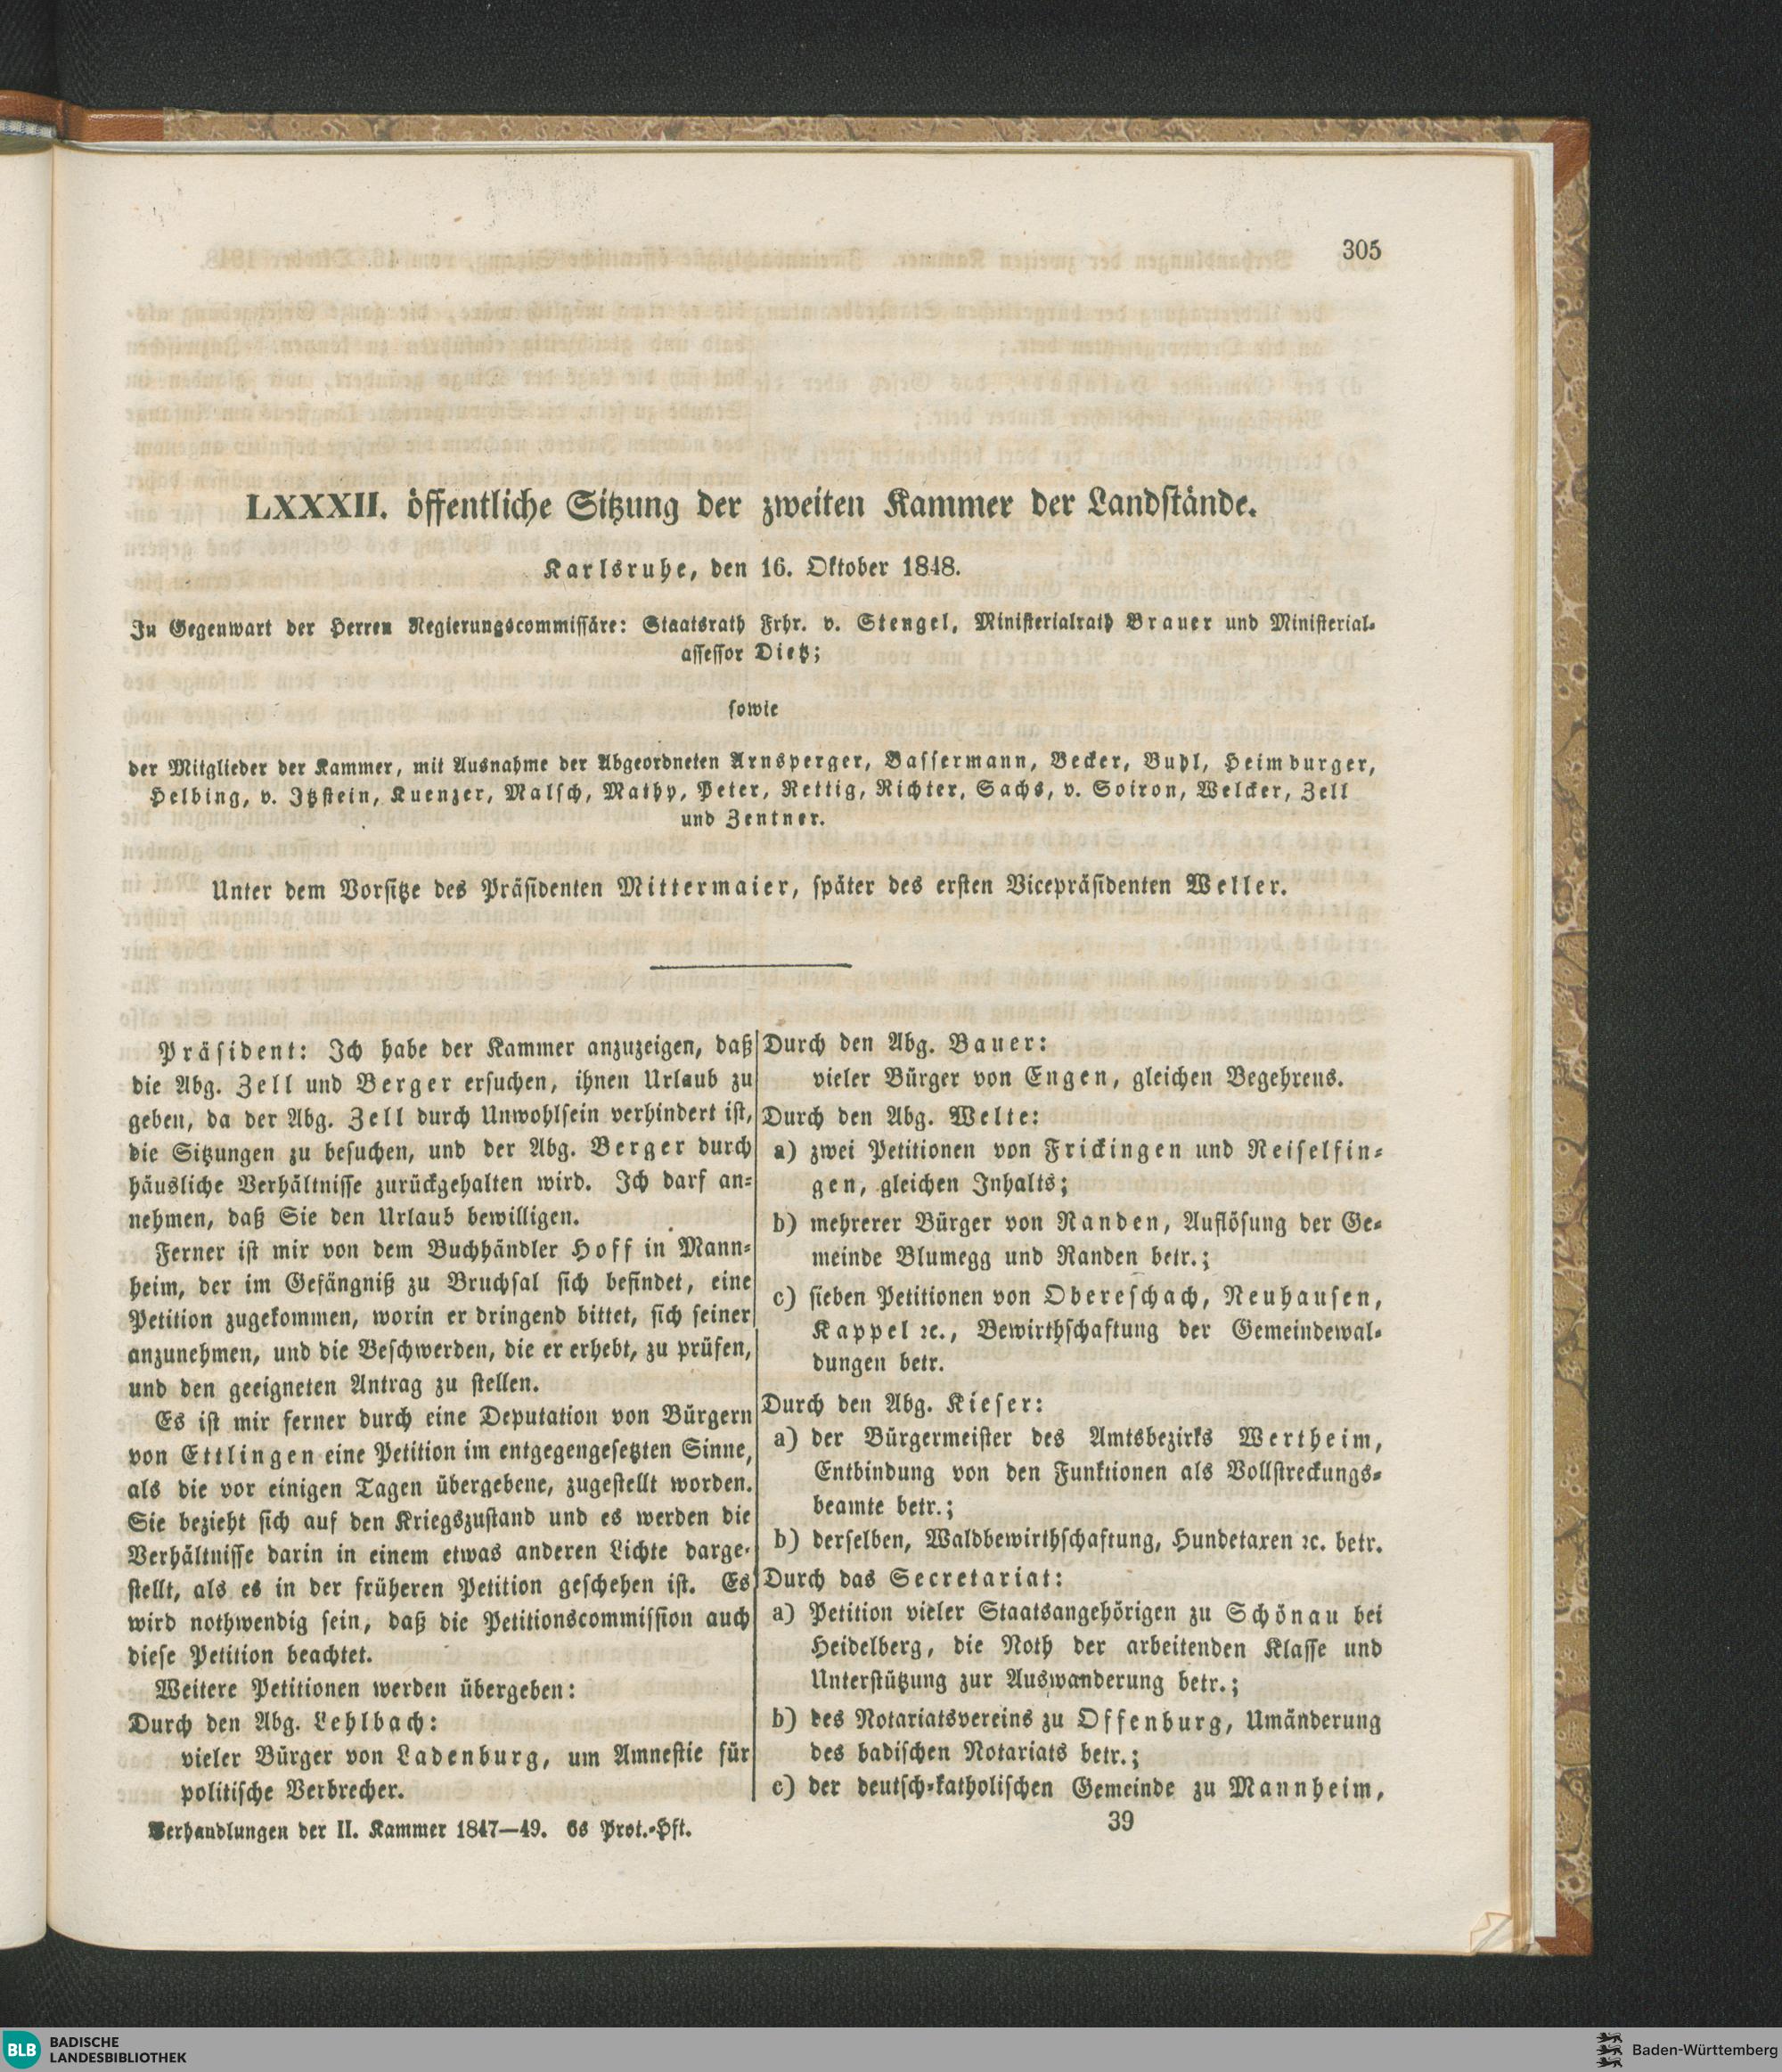 305
LXXXII. öffentliche Sitzung der zweiten Kammer der Landstände.
Karlsruhe, den 16. Oktober 1848.
In Gegenwart der Herren Regierungscommissäre: Staatsrath Frhr. v. Stengel, Ministerialrath Brauer und Ministerial-
assessor Dietz;
sowie
der Mitglieder der Kammer, mit Ausnahme der Abgeordneten Arnsperger, Bassermann, Becker, Buhl, Heimburger,
Helbing, v. Itzstein, Kuenzer, Malsch, Mathy, Peter, Rettig, Richter, Sachs, v. Soiron, Welcker, Zell
und Zentner.
Unter dem Vorsitze des Präsidenten Mittermaier, später des ersten Vicepräsidenten Weller.
Präsident: Ich habe der Kammer anzuzeigen, daß
die Abg. Zell und Berger ersuchen, ihnen Urlaub zu
geben, da der Abg. Zell durch Unwohlsein verhindert ist,
die Sitzungen zu besuchen, und der Abg. Berger durch
häusliche Verhältnisse zurückgehalten wird. Ich darf an-
nehmen, daß Sie den Urlaub bewilligen.
Ferner ist mir von dem Buchhändler Hoff in Mann-
heim, der im Gefängniß zu Bruchsal sich befindet, eine
Petition zugekommen, worin er dringend bittet, sich seiner
anzunehmen, und die Beschwerden, die er erhebt, zu prüfen,
und den geeigneten Antrag zu stellen.
Es ist mir ferner durch eine Deputation von Bürgern
von Ettlingen eine Petition im entgegengesetzten Sinne,
als die vor einigen Tagen übergebene, zugestellt worden.
Sie bezieht sich auf den Kriegszustand und es werden die
Verhältnisse darin in einem etwas anderen Lichte darge-
stellt, als es in der früheren Petition geschehen ist. Es
wird nothwendig sein, daß die Petitionscommission auch
diese Petition beachtet.
Weitere Petitionen werden übergeben:
Durch den Abg. Lehlbach:
vieler Bürger von Ladenburg, um Amnestie für
politische Verbrecher.
Durch den Abg. Bauer:
vieler Bürger von Engen, gleichen Begehrens.
Durch den Abg. Welte:
a) zwei Petitionen von Frickingen und Reiselfin-
gen, gleichen Inhalts;
b) mehrerer Bürger von Randen, Auflösung der Ge-
meinde Blumegg und Randen betr.;
c) sieben Petitionen von Obereschach, Neuhausen,
Kappel ꝛc., Bewirthschaftung der Gemeindewal-
dungen betr.
Durch den Abg. Kieser:
a) der Bürgermeister des Amtsbezirks Wertheim,
Entbindung von den Funktionen als Vollstreckungs-
beamte betr.;
b) derselben, Waldbewirthschaftung, Hundetaxen ꝛc. betr.
Durch das Secretariat:
a) Petition vieler Staatsangehörigen zu Schönau bei
Heidelberg, die Noth der arbeitenden Klasse und
Unterstützung zur Auswanderung betr.;
b) des Notariatsvereins zu Offenburg, Umänderung
des badischen Notariats betr.;
c) der deutsch-katholischen Gemeinde zu Mannheim,
Verhandlungen der II. Kammer 1847—49. 6s Prot.-Hft.
39
BLB BADISCHE
LANDESBIBLIOTHEK
Baden-Württemberg